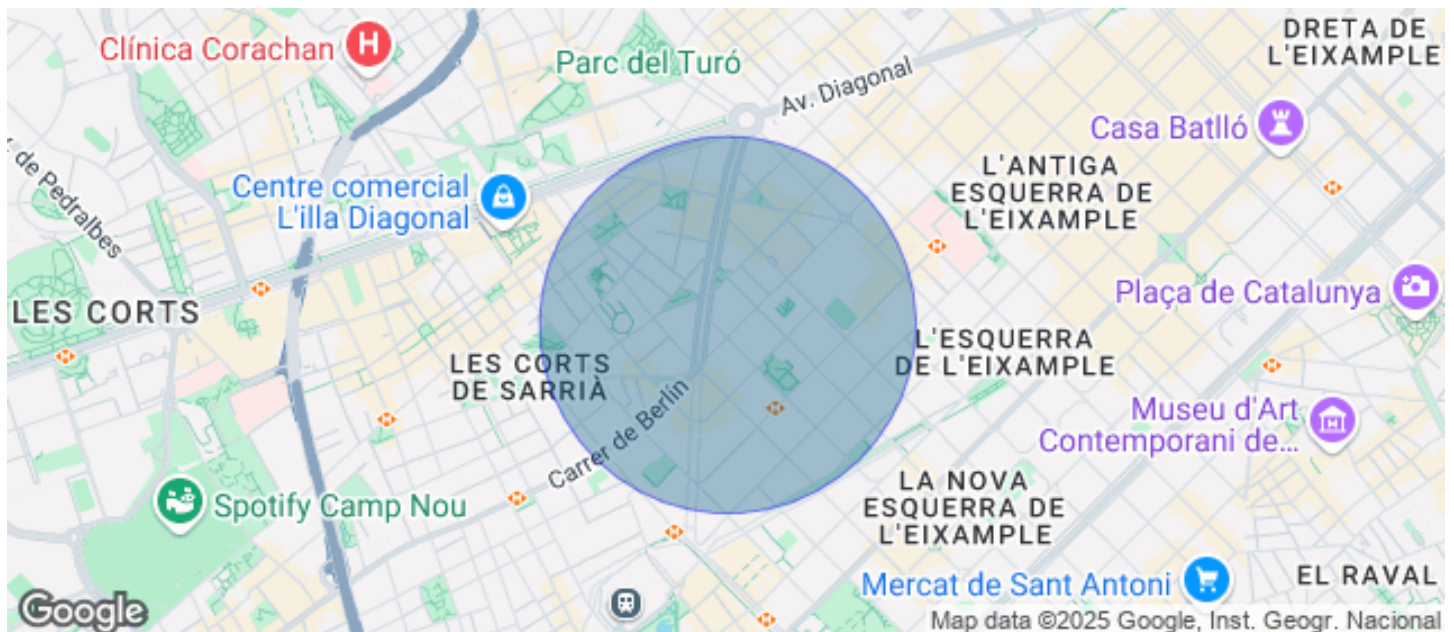 DRETA DE
L'EIXAMPLE
Clínica Corachan
Parc del Turó
Av. Diagonal
Casa Batlló
de Pedralbes
Centre comercial
L'illa Diagonal
L'ANTIGA
ESQUERRA DE
L'EIXAMPLE
LES CORTS
Plaça de Catalunya
LES CORTS
DE SARRIÀ
L'ESQUERRA
DE L'EIXAMPLE
Carrer de Berlín
Museu d'Art
Contemporani de...
Spotify Camp Nou
LA NOVA
ESQUERRA DE
L'EIXAMPLE
Mercat de Sant Antoni
EL RAVAL
Google
Map data ©2025 Google, Inst. Geogr. Nacional